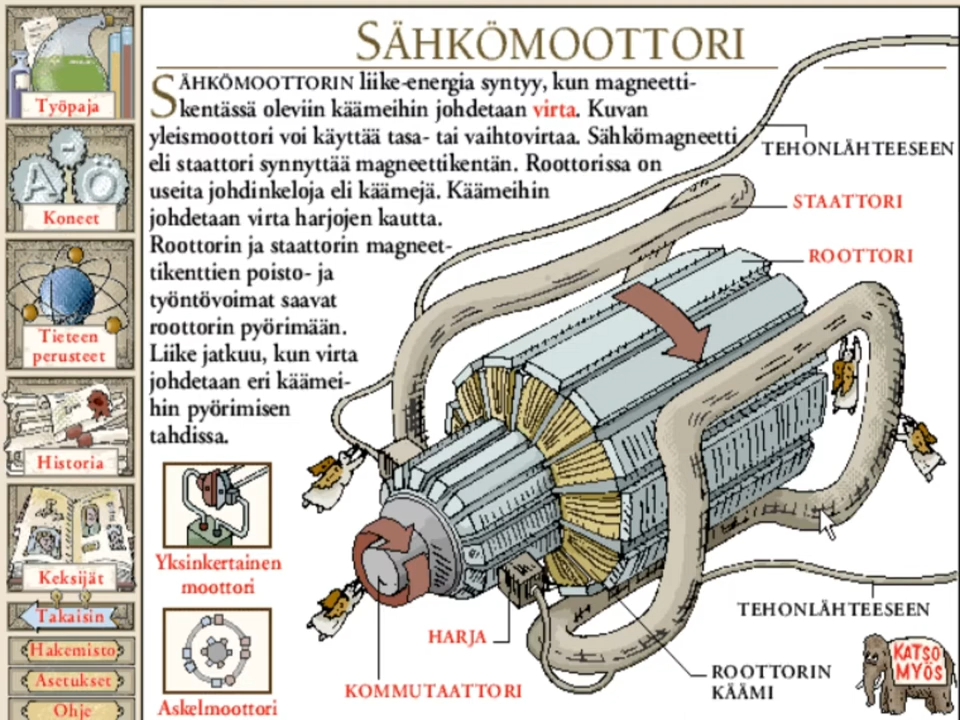 SÄHKÖMOOTTORI
SÄHKÖMOOTTORIN liike-energia syntyy, kun magneetti-
kentässä oleviin käämeihin johdetaan virta. Kuvan
yleismoottori voi käyttää tasa- tai vaihtovirtaa. Sähkömagneetti
eli staattori synnyttää magneettikentän. Roottorissa on
useita johdinkeloja eli käämejä. Käämeihin
johdetaan virta harjojen kautta.
Roottorin ja staattorin magneet-
tikenttien poisto- ja
työntövoimat saavat
roottorin pyörimään.
Liike jatkuu, kun virta
johdetaan eri käämei-
hin pyörimisen
tahdissa.
Työpaja
A
Ö
Koneet
Tieteen
perusteet
Historia
Keksijät
Takaisin
Hakemisto
Asetukset
Ohje
Yksinkertainen
moottori
Askelmoottori
TEHONLÄHTEESEEN
STAATTORI
ROOTTORI
TEHONLÄHTEESEEN
HARJA
KOMMUTAATTORI
ROOTTORIN
KÄÄMI
KATSO
MYÖS